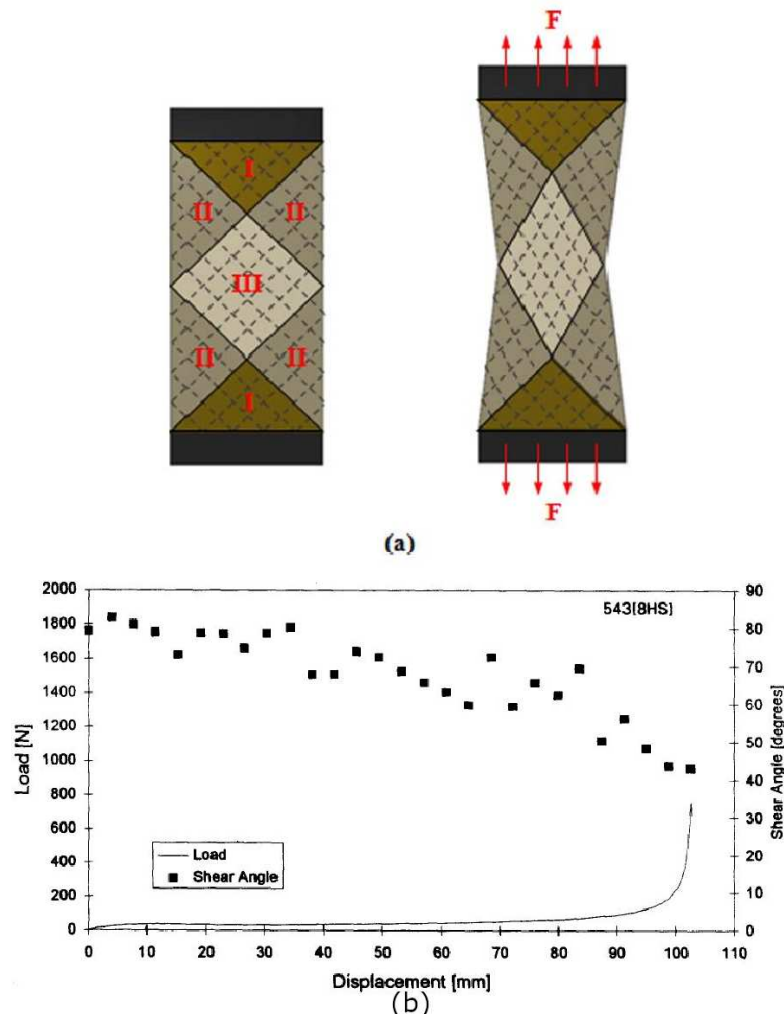 F
I
II II
III
II II
I
F
(a)
2000
1800
1600
1400
1200
1000
800
600
400
200
0
Load [N]
543[8HS]
Load
Shear Angle
90
80
70
60
50
40
30
20
10
0
Shear Angle [degrees]
0 10 20 30 40 50 60 70 80 90 100 110
Displacement [mm]
(b)